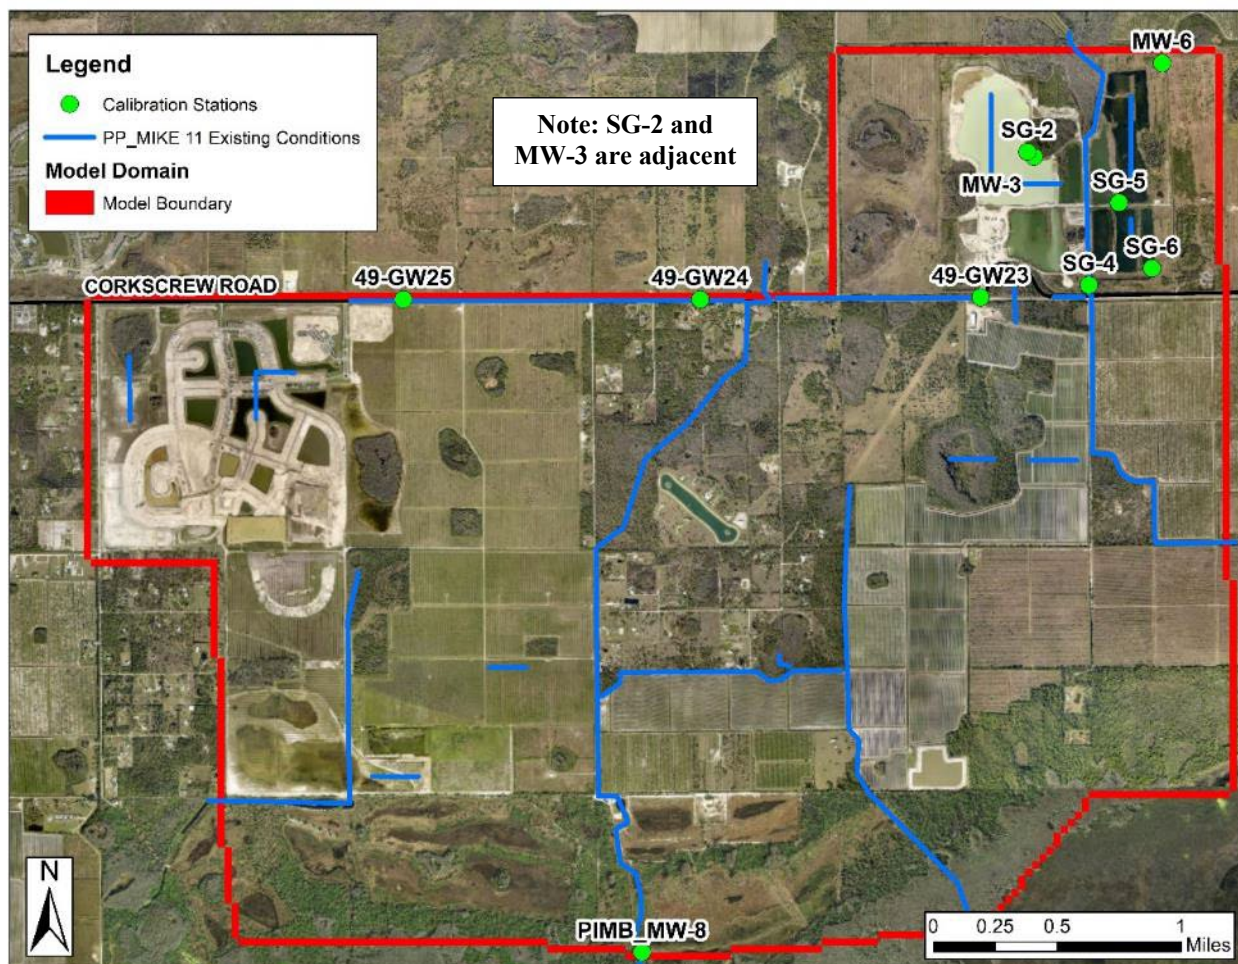 Legend
Calibration Stations
PP_MIKE 11 Existing Conditions
Model Domain
Model Boundary
Note: SG-2 and
MW-3 are adjacent
MW-6
SG-2
MW-3
SG-5
SG-6
SG-4
49-GW23
49-GW24
49-GW25
CORKSCREW ROAD
PIMB_MW-8
N
0 0.25 0.5 1
Miles